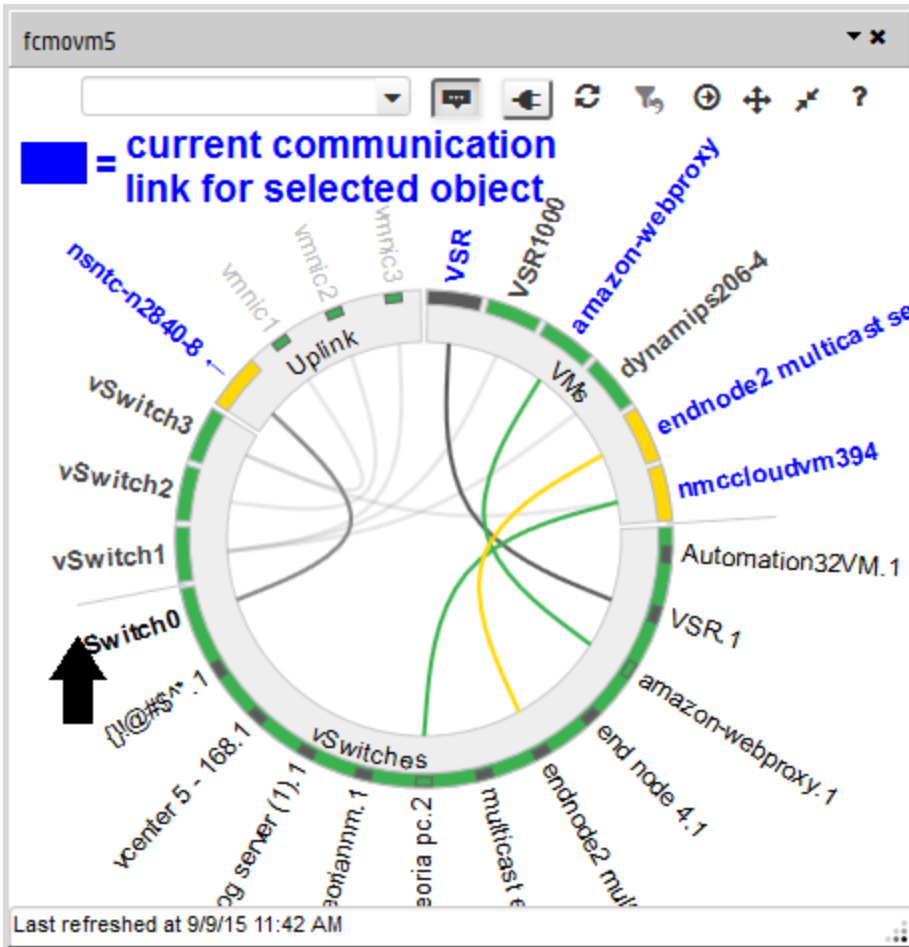 fcmovm5
?
= current communication
link for selected object
nsntc-n2840-8 ←
vmnic1
vmnic2
vmnic3
VSR
VSR1000
amazon-webproxy
dynamips206-4
endnode2 multicast se
nmccloudvm394
Uplink
VMs
vSwitch3
vSwitch2
vSwitch1
vSwitch0
Automation32VM.1
VSR.1
amazon-webproxy.1
end node 4.1
endnode2 mul
multicast e
eoria pc.2
eoriannm.1
og server (1).1
vcenter 5 - 168.1
{}!@#$^*.1
vSwitches
Last refreshed at 9/9/15 11:42 AM